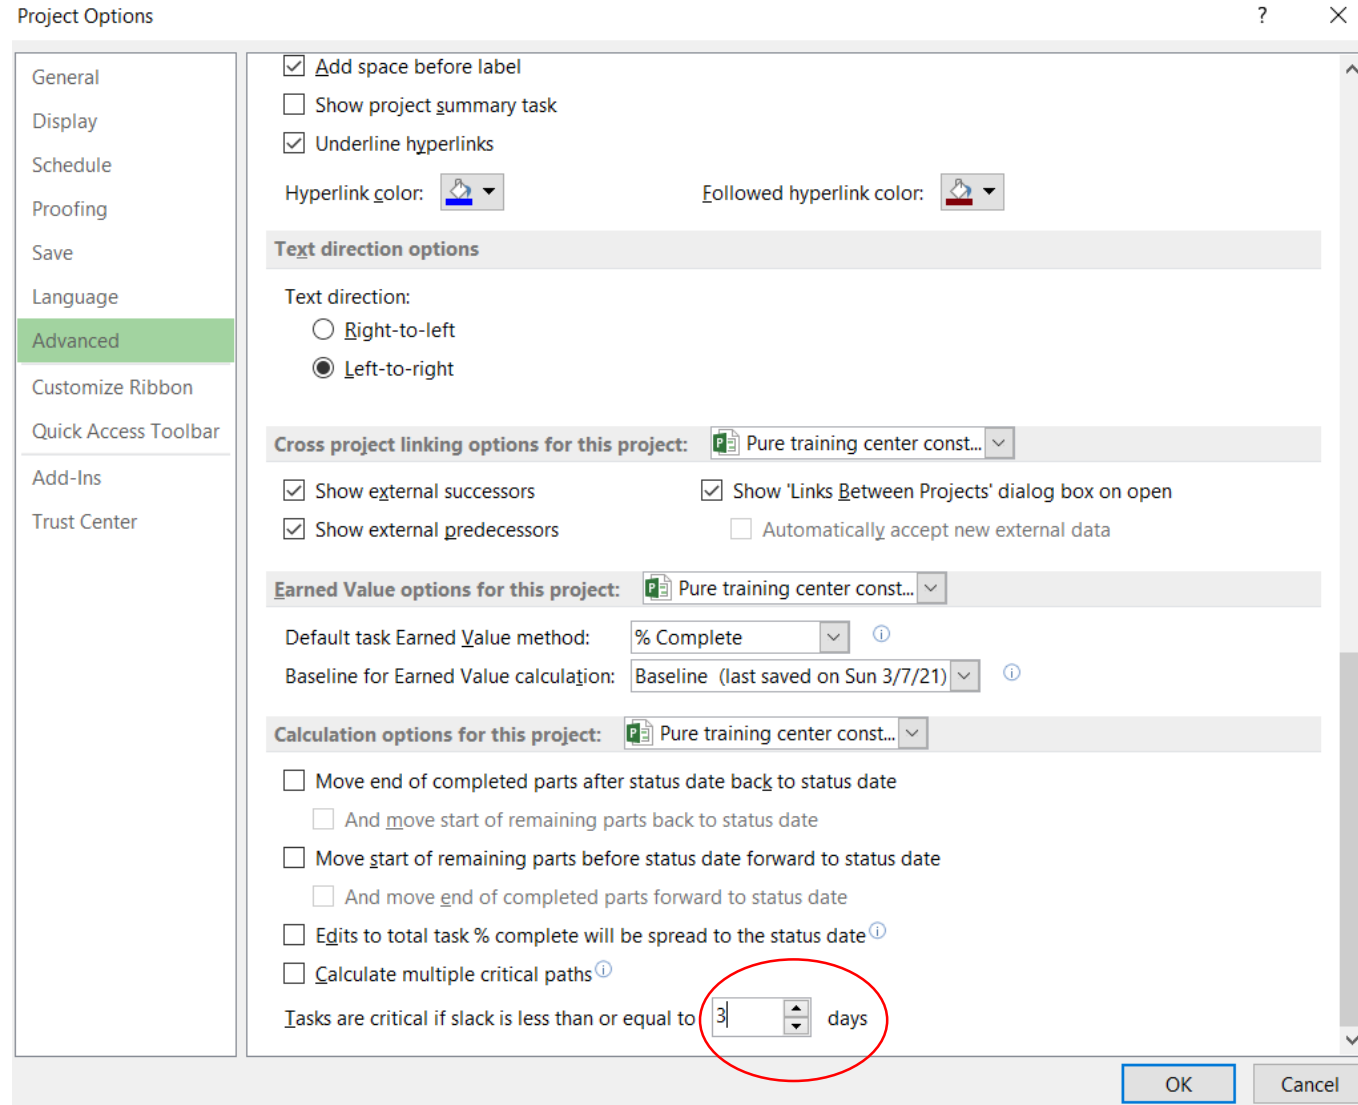 Project Options
?
General
Display
Schedule
Proofing
Save
Language
Advanced
Customize Ribbon
Quick Access Toolbar
Add-Ins
Trust Center
Add space before label
Show project summary task
Underline hyperlinks
Hyperlink color: Followed hyperlink color:
Text direction options
Text direction:
Right-to-left
Left-to-right
Cross project linking options for this project: Pure training center const...
Show external successors Show 'Links Between Projects' dialog box on open
Show external predecessors Automatically accept new external data
Earned Value options for this project: Pure training center const...
Default task Earned Value method: % Complete
Baseline for Earned Value calculation: Baseline (last saved on Sun 3/7/21)
Calculation options for this project: Pure training center const...
Move end of completed parts after status date back to status date
And move start of remaining parts back to status date
Move start of remaining parts before status date forward to status date
And move end of completed parts forward to status date
Edits to total task % complete will be spread to the status date
Calculate multiple critical paths
Tasks are critical if slack is less than or equal to 3 days
OK Cancel